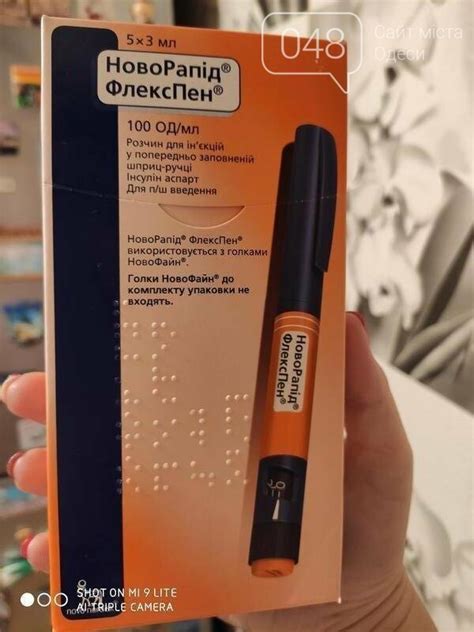 048
Сайт міста
Одеси
5×3 мл
НовоРапід®
ФлексПен®
100 ОД/мл
Розчин для ін'єкцій
у попередньо заповненій
шприц-ручці
Інсулін аспарт
Для п/ш введення
НовоРапід® ФлексПен®
використовується з голками
НовоФайн®.
Голки НовоФайн® до
комплекту упаковки не
входять.
НовоРапід®
ФлексПен®
SHOT ON MI 9 LITE
AI TRIPLE CAMERA